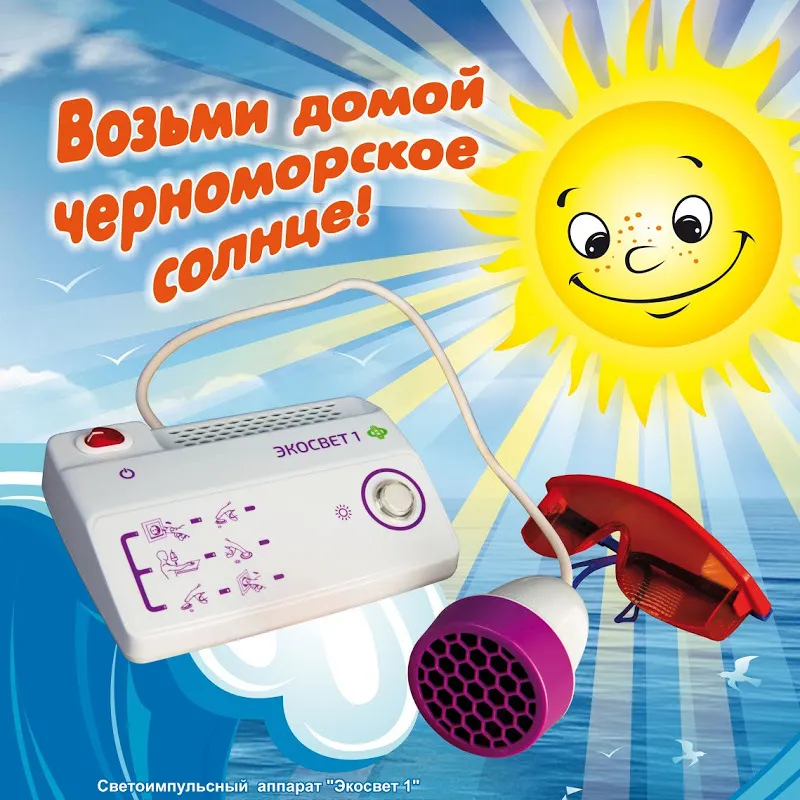 Возьми домой
черноморское
солнце!
ЭКОСВЕТ 1
Светоимпульсный аппарат "Экосвет 1"